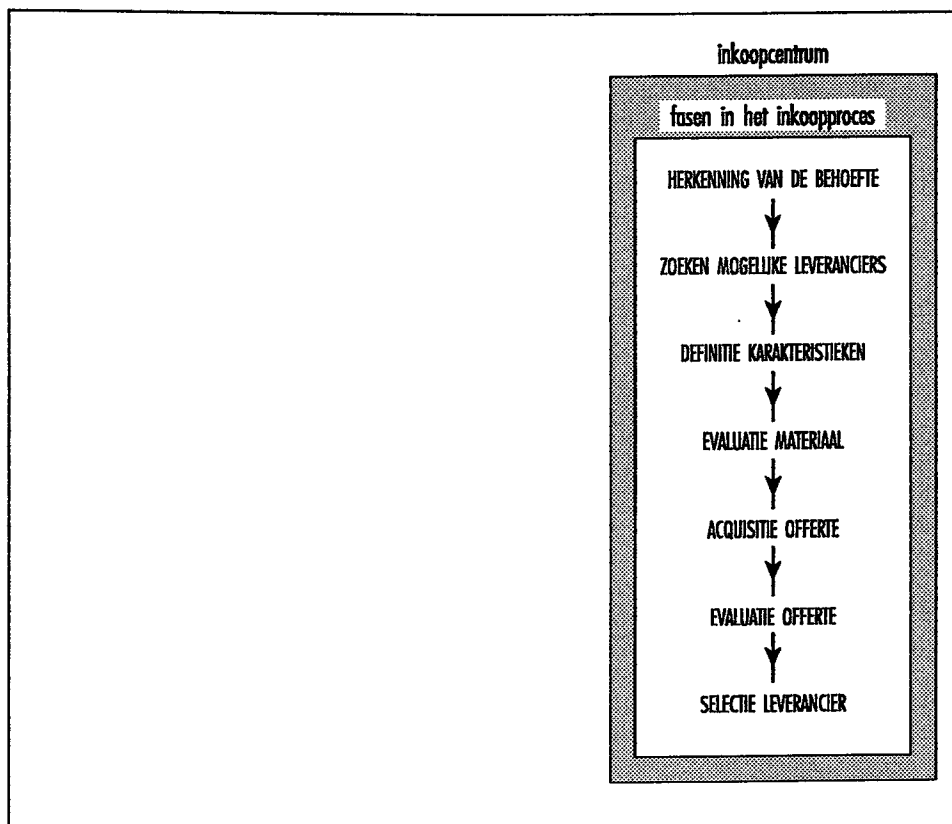 inkoopcentrum
fasen in het inkoopproces
HERKENNING VAN DE BEHOEFTE
ZOEKEN MOGELIJKE LEVERANCIERS
DEFINITIE KARAKTERISTIEKEN
EVALUATIE MATERIAAL
ACQUISITIE OFFERTE
EVALUATIE OFFERTE
SELECTIE LEVERANCIER